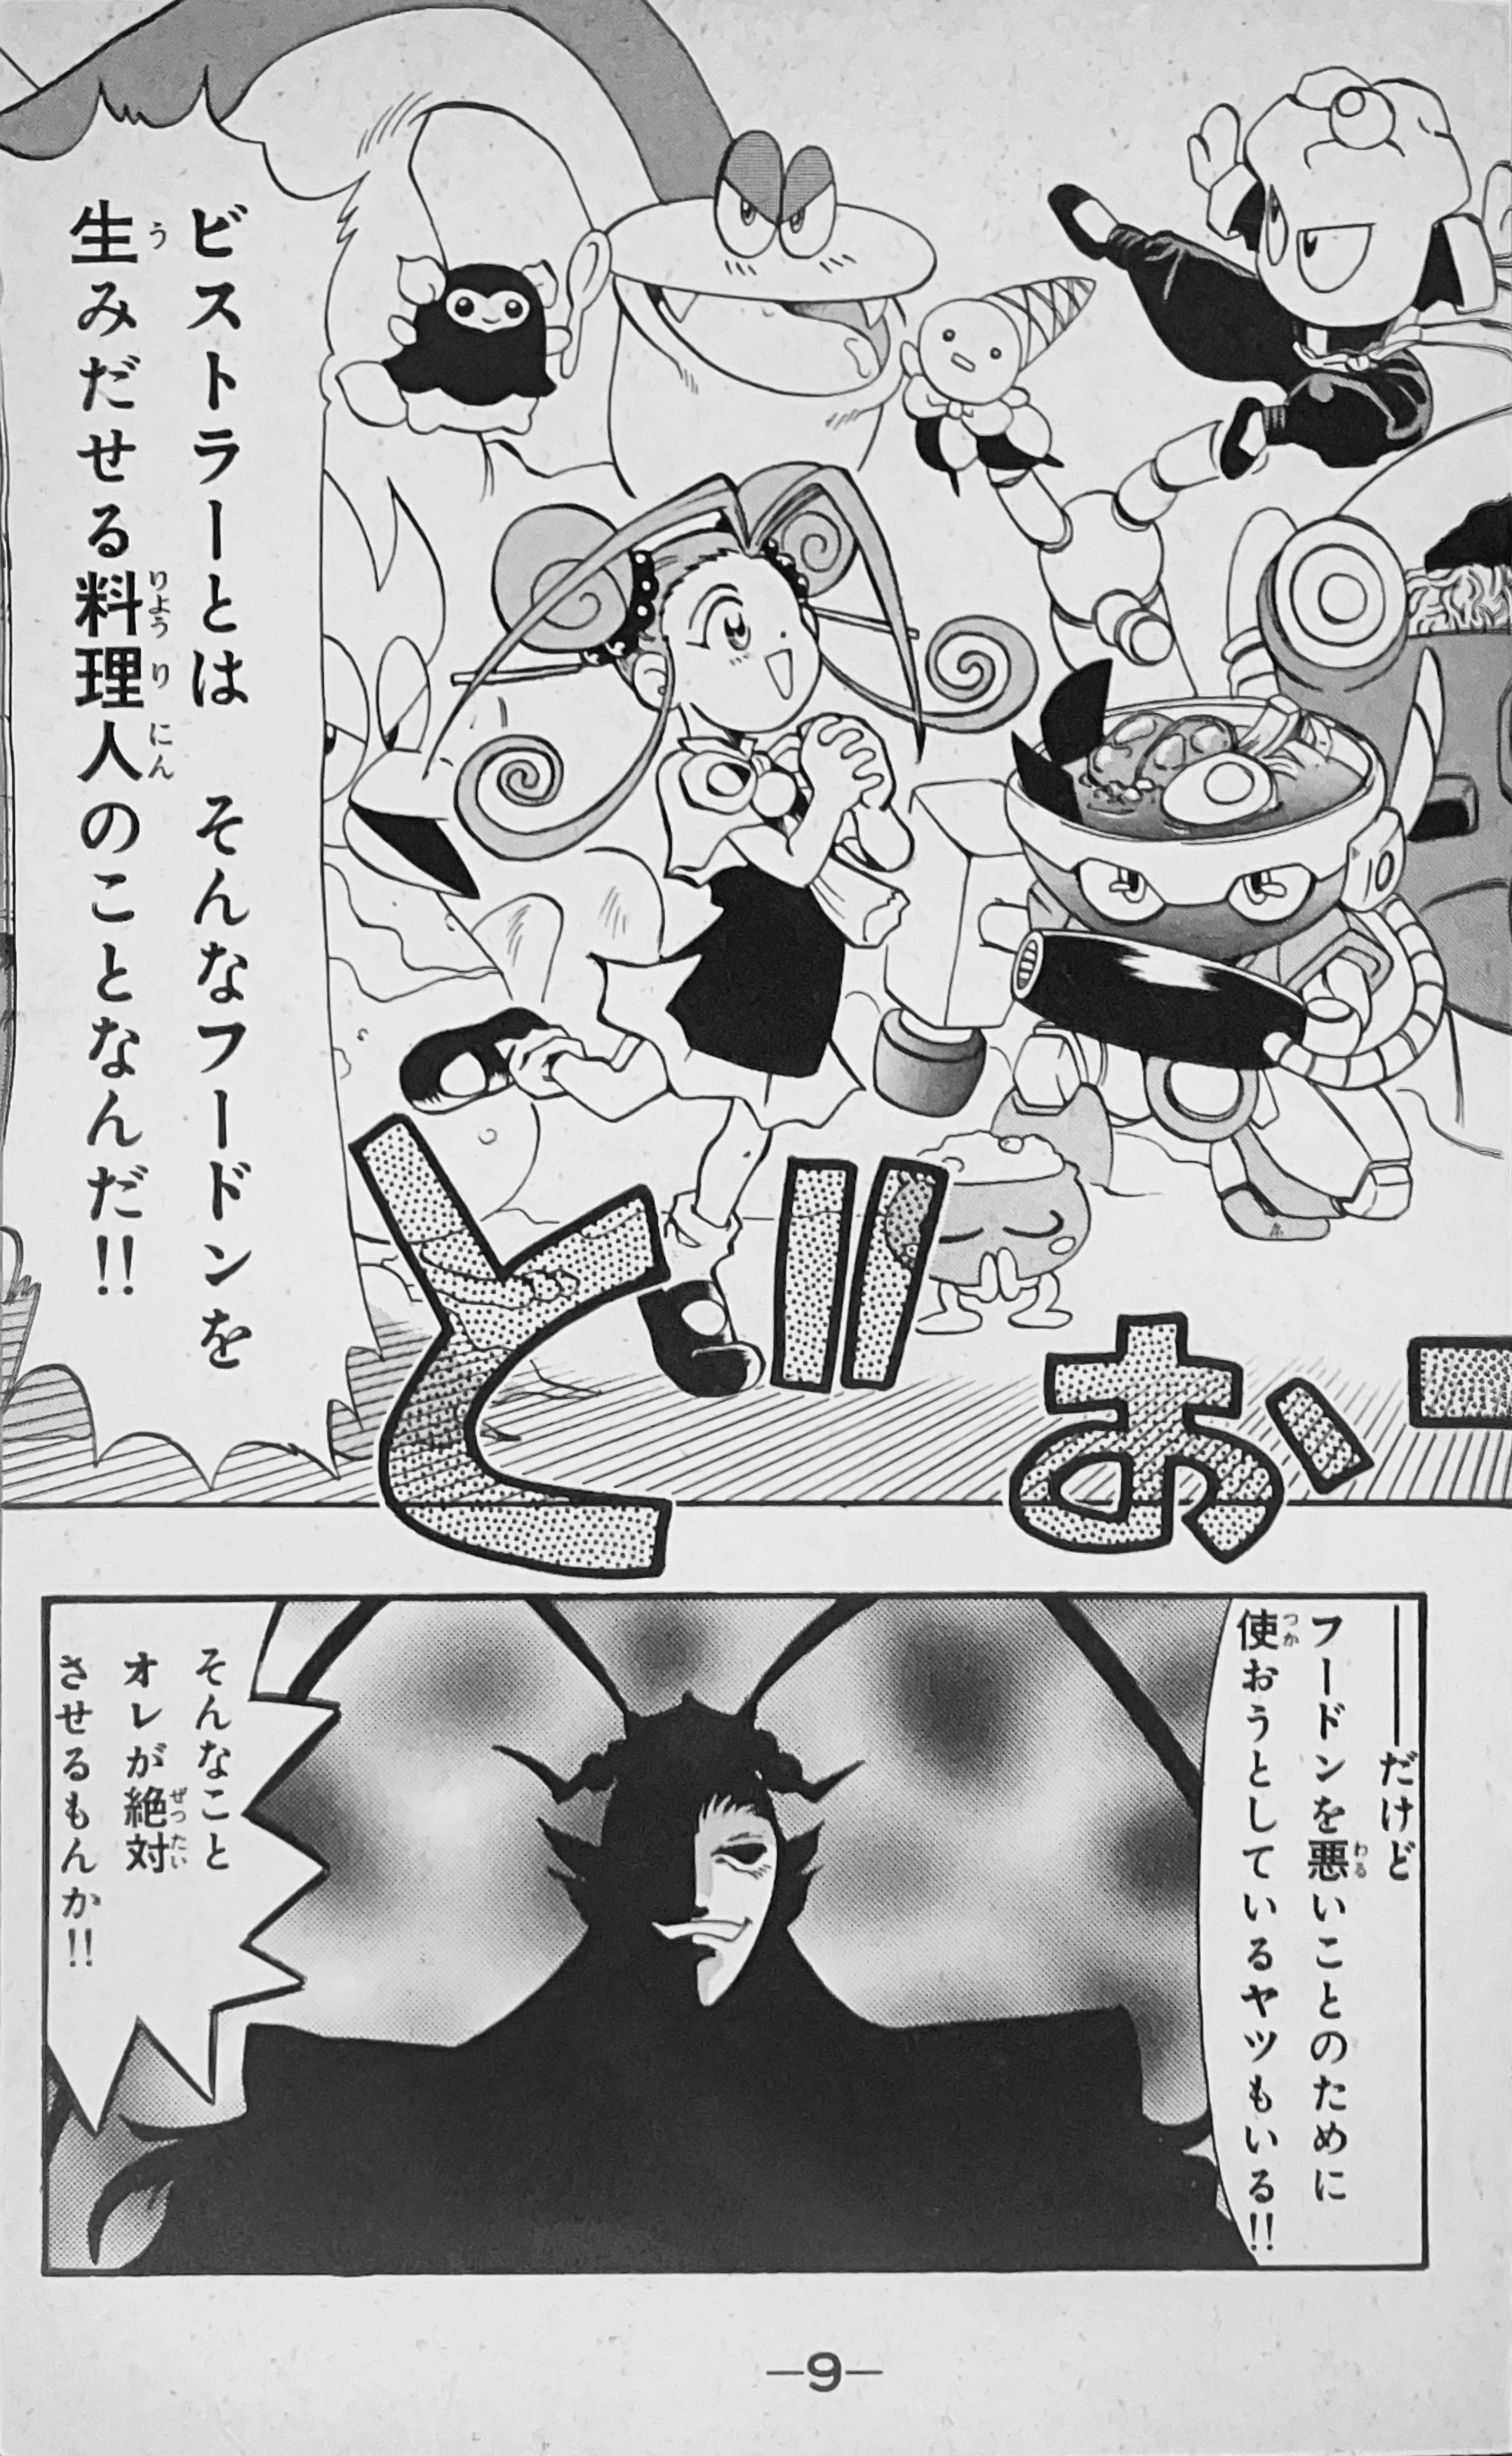 ビストラーとは そんなフードンを
生みだせる料理人のことなんだ!!
どおー
――だけど
フードンを悪いことのために
使おうとしているヤツもいる!!
そんなこと
オレが絶対
させるもんか!!
—9—